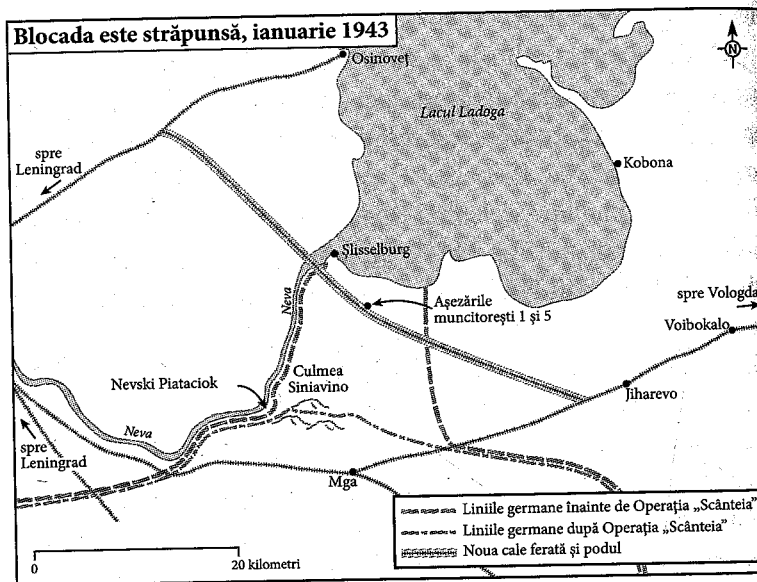 Blocada este străpunsă, ianuarie 1943
N
Osinoveț
Lacul Ladoga
spre
Leningrad
Kobona
Șlisselburg
Neva
Așezările
muncitorești 1 și 5
spre Vologda
Voibokalo
Nevski Piataciok
Culmea
Siniavino
Jiharevo
Neva
spre
Leningrad
Mga
Liniile germane înainte de Operația „Scânteia”
Liniile germane după Operația „Scânteia”
Noua cale ferată și podul
0 20 kilometri